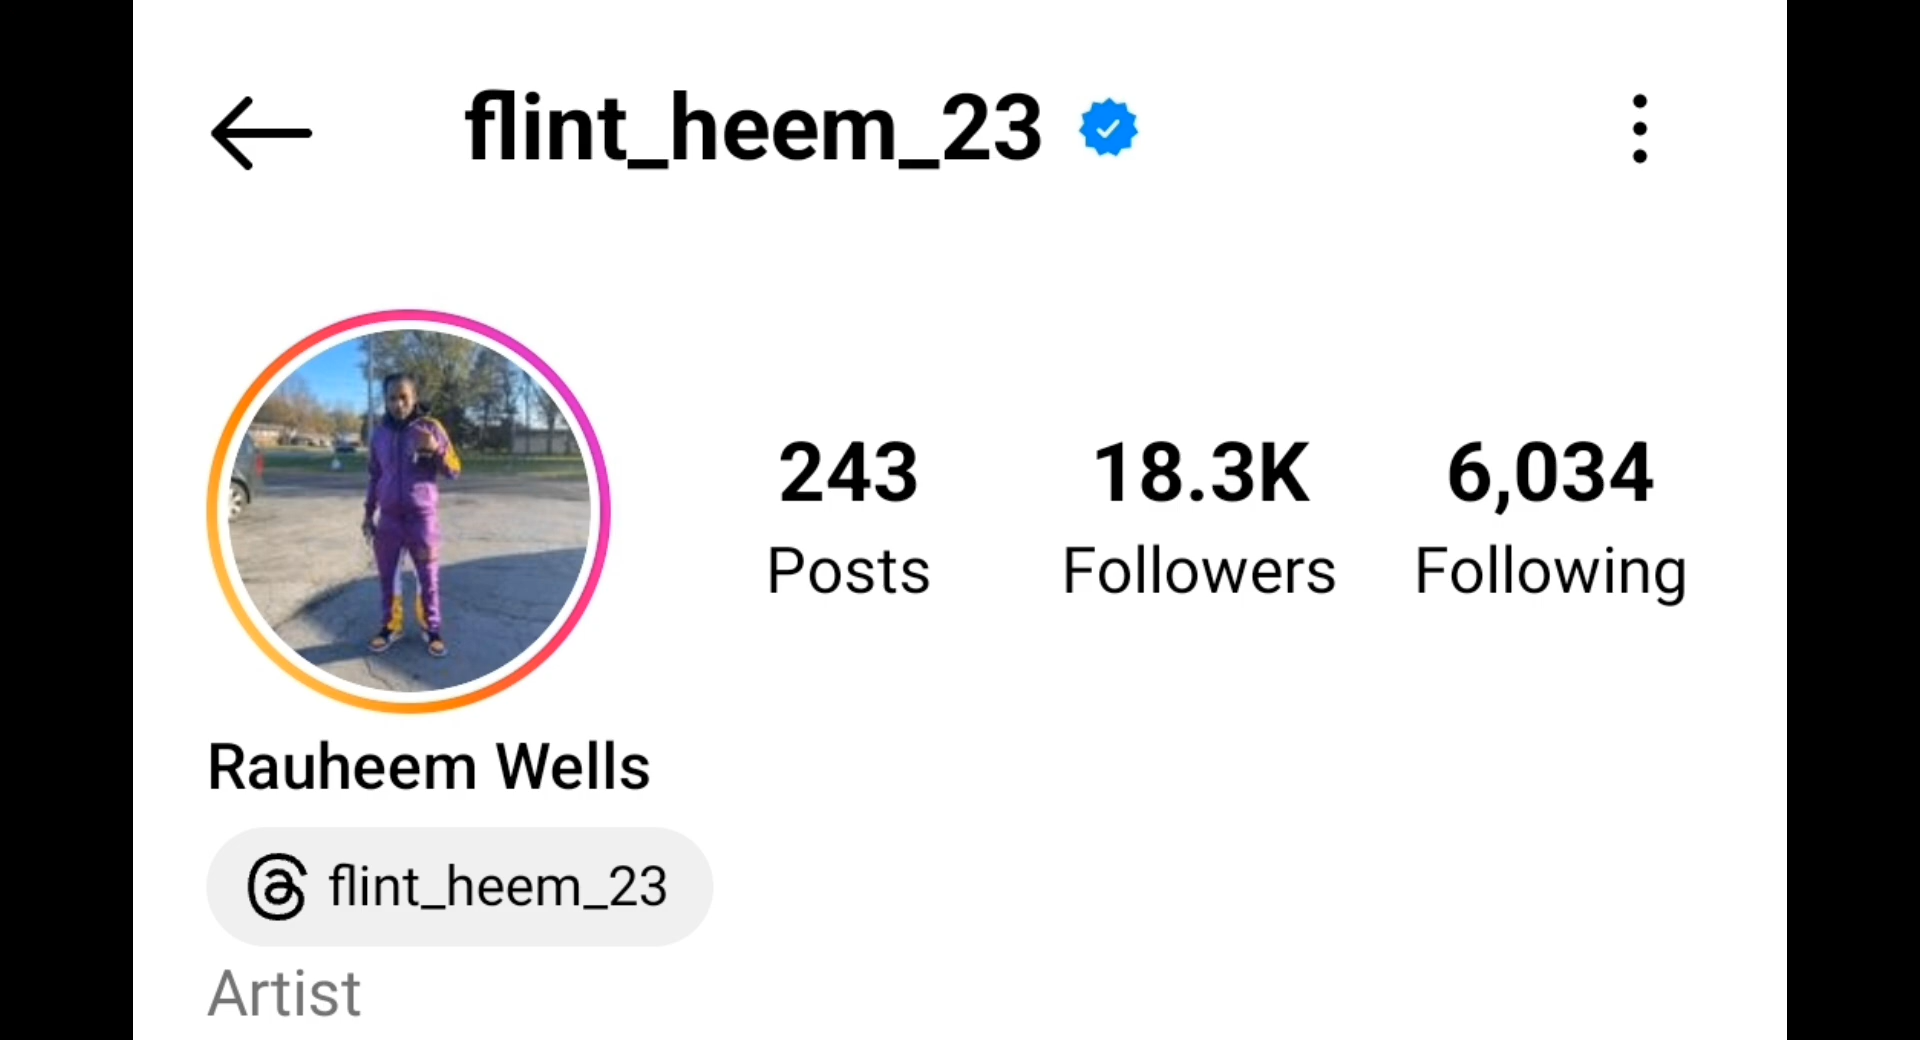 flint_heem_23
243 18.3K 6,034
Posts Followers Following
Rauheem Wells
flint_heem_23
Artist